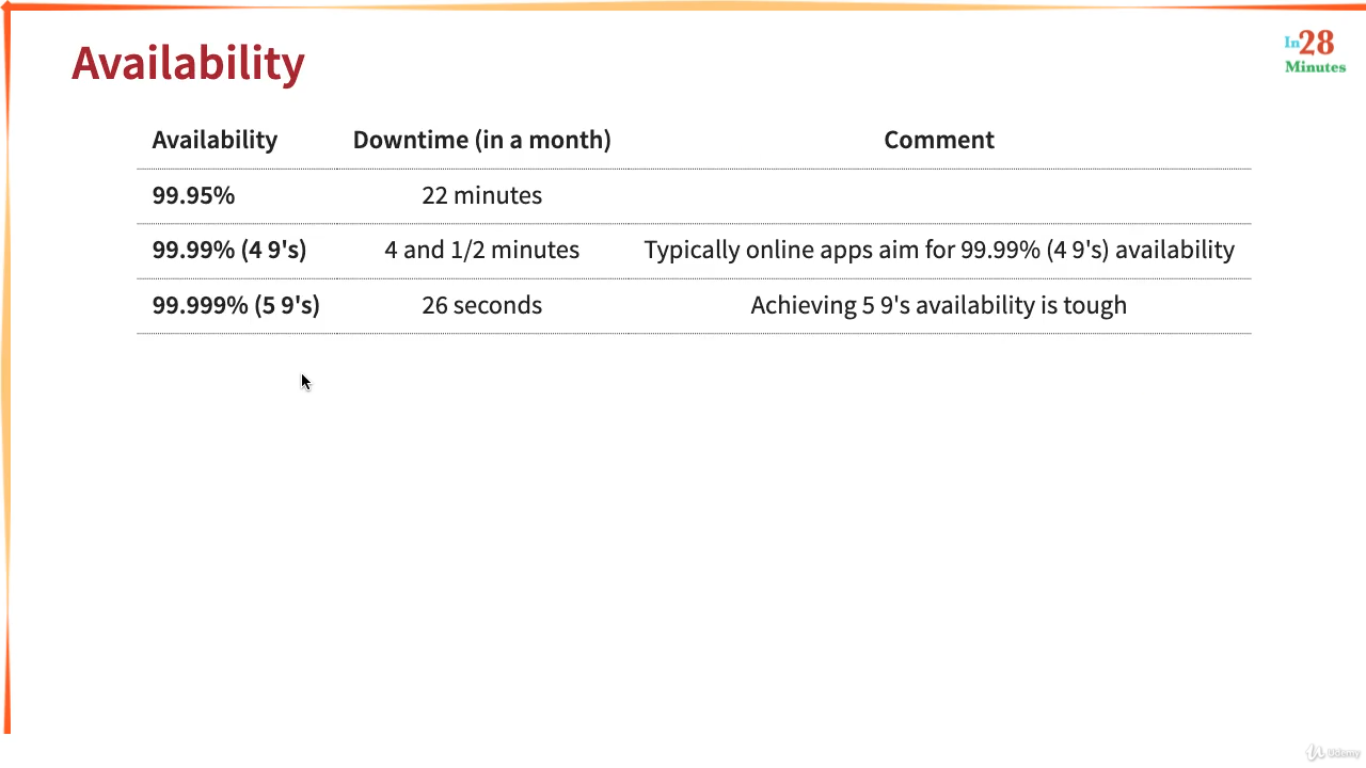 Availability
In28
Minutes
Availability Downtime (in a month) Comment
99.95% 22 minutes
99.99% (4 9's) 4 and 1/2 minutes Typically online apps aim for 99.99% (4 9's) availability
99.999% (5 9's) 26 seconds Achieving 5 9's availability is tough
Udemy